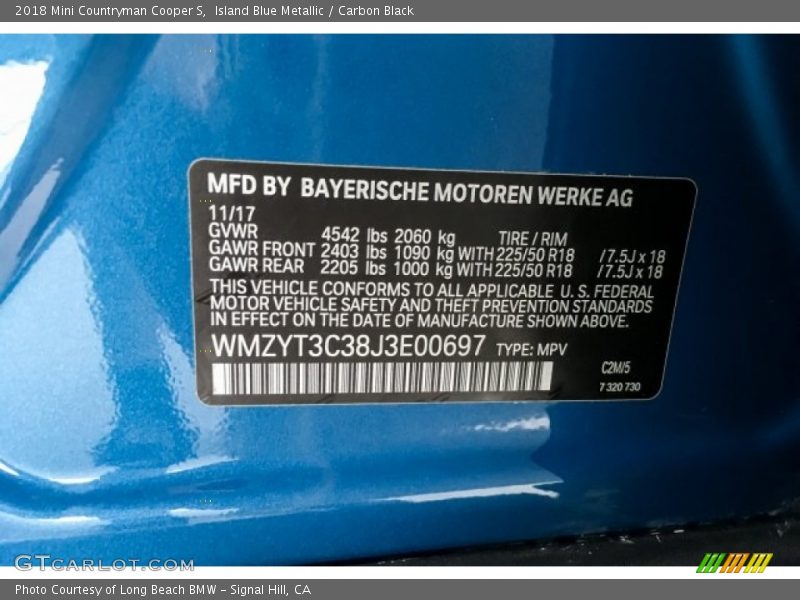 2018 Mini Countryman Cooper S, Island Blue Metallic / Carbon Black
MFD BY BAYERISCHE MOTOREN WERKE AG
11/17
GVWR 4542 lbs 2060 kg TIRE / RIM
GAWR FRONT 2403 lbs 1090 kg WITH 225/50 R18 / 7.5J x 18
GAWR REAR 2205 lbs 1000 kg WITH 225/50 R18 / 7.5J x 18
THIS VEHICLE CONFORMS TO ALL APPLICABLE U.S. FEDERAL
MOTOR VEHICLE SAFETY AND THEFT PREVENTION STANDARDS
IN EFFECT ON THE DATE OF MANUFACTURE SHOWN ABOVE.
WMZYT3C38J3E00697 TYPE: MPV
C2M/5
7 320 730
GTCARLOT.COM
Photo Courtesy of Long Beach BMW - Signal Hill, CA